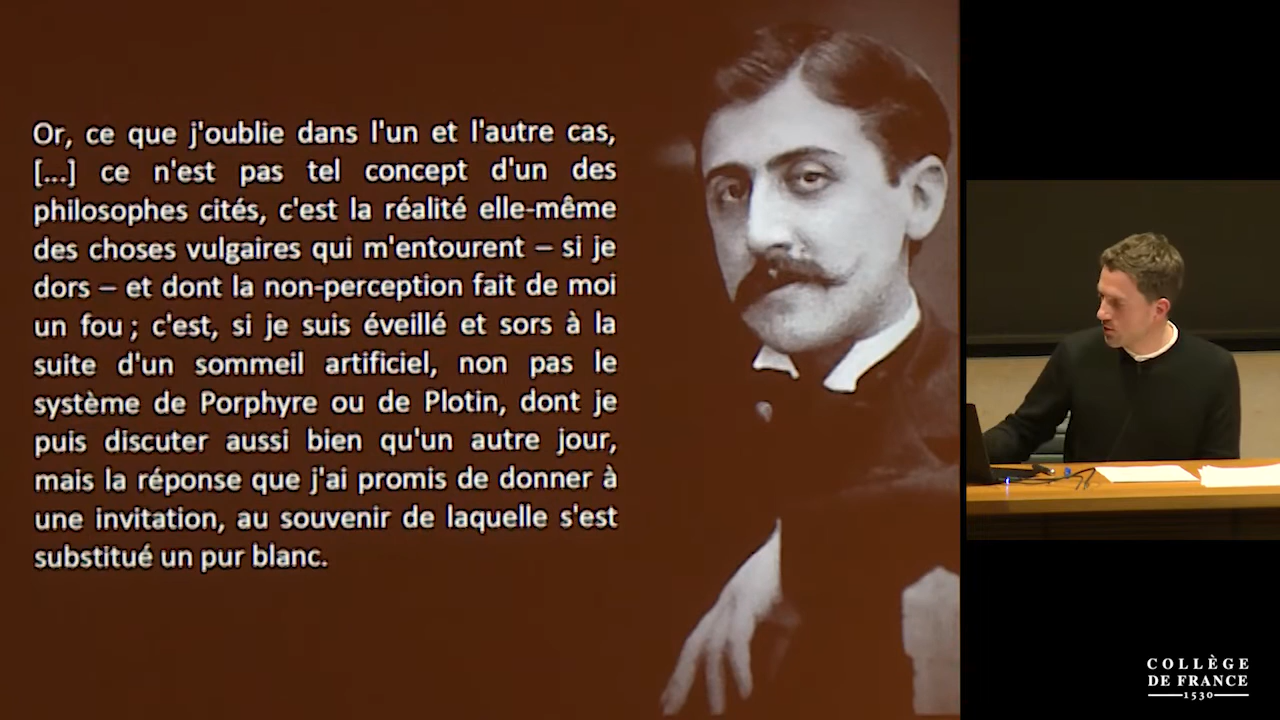 Or, ce que j'oublie dans l'un et l'autre cas,
[...] ce n'est pas tel concept d'un des
philosophes cités, c'est la réalité elle-même
des choses vulgaires qui m'entourent – si je
dors – et dont la non-perception fait de moi
un fou ; c'est, si je suis éveillé et sors à la
suite d'un sommeil artificiel, non pas le
système de Porphyre ou de Plotin, dont je
puis discuter aussi bien qu'un autre jour,
mais la réponse que j'ai promis de donner à
une invitation, au souvenir de laquelle s'est
substitué un pur blanc.
COLLÈGE
DE FRANCE
1530